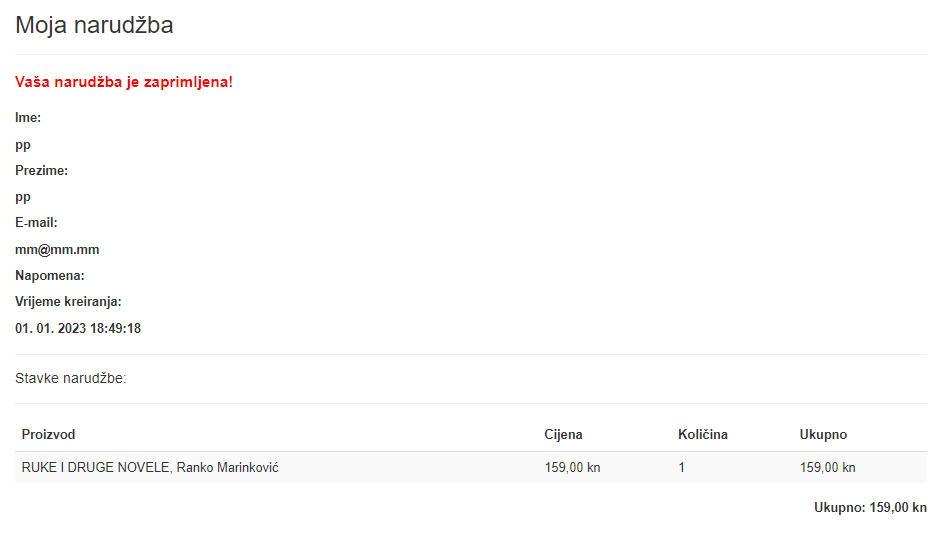 Moja narudžba
Vaša narudžba je zaprimljena!
Ime:
pp
Prezime:
pp
E-mail:
mm@mm.mm
Napomena:
Vrijeme kreiranja:
01. 01. 2023 18:49:18
Stavke narudžbe:
Proizvod Cijena Količina Ukupno
RUKE I DRUGE NOVELE, Ranko Marinković 159,00 kn 1 159,00 kn
Ukupno: 159,00 kn